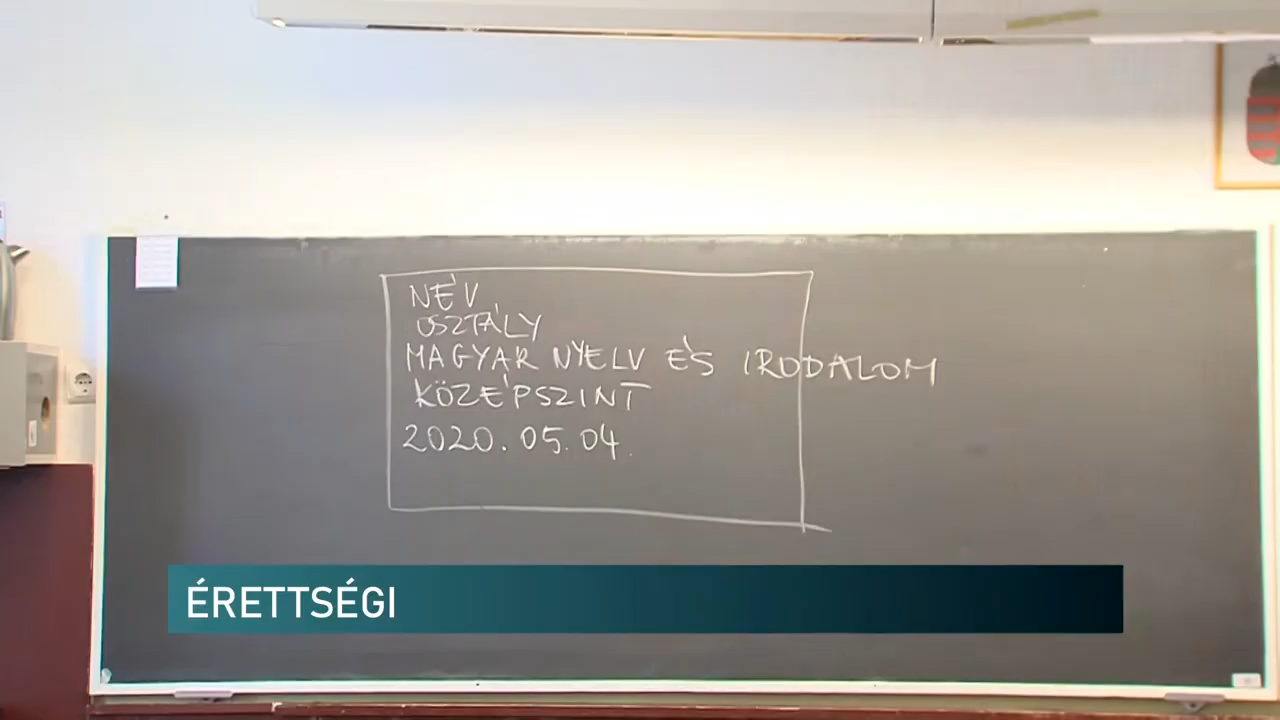 NÉV
OSZTÁLY
MAGYAR NYELV ÉS IRODALOM
KÖZÉPSZINT
2020.05.04.
ÉRETTSÉGI